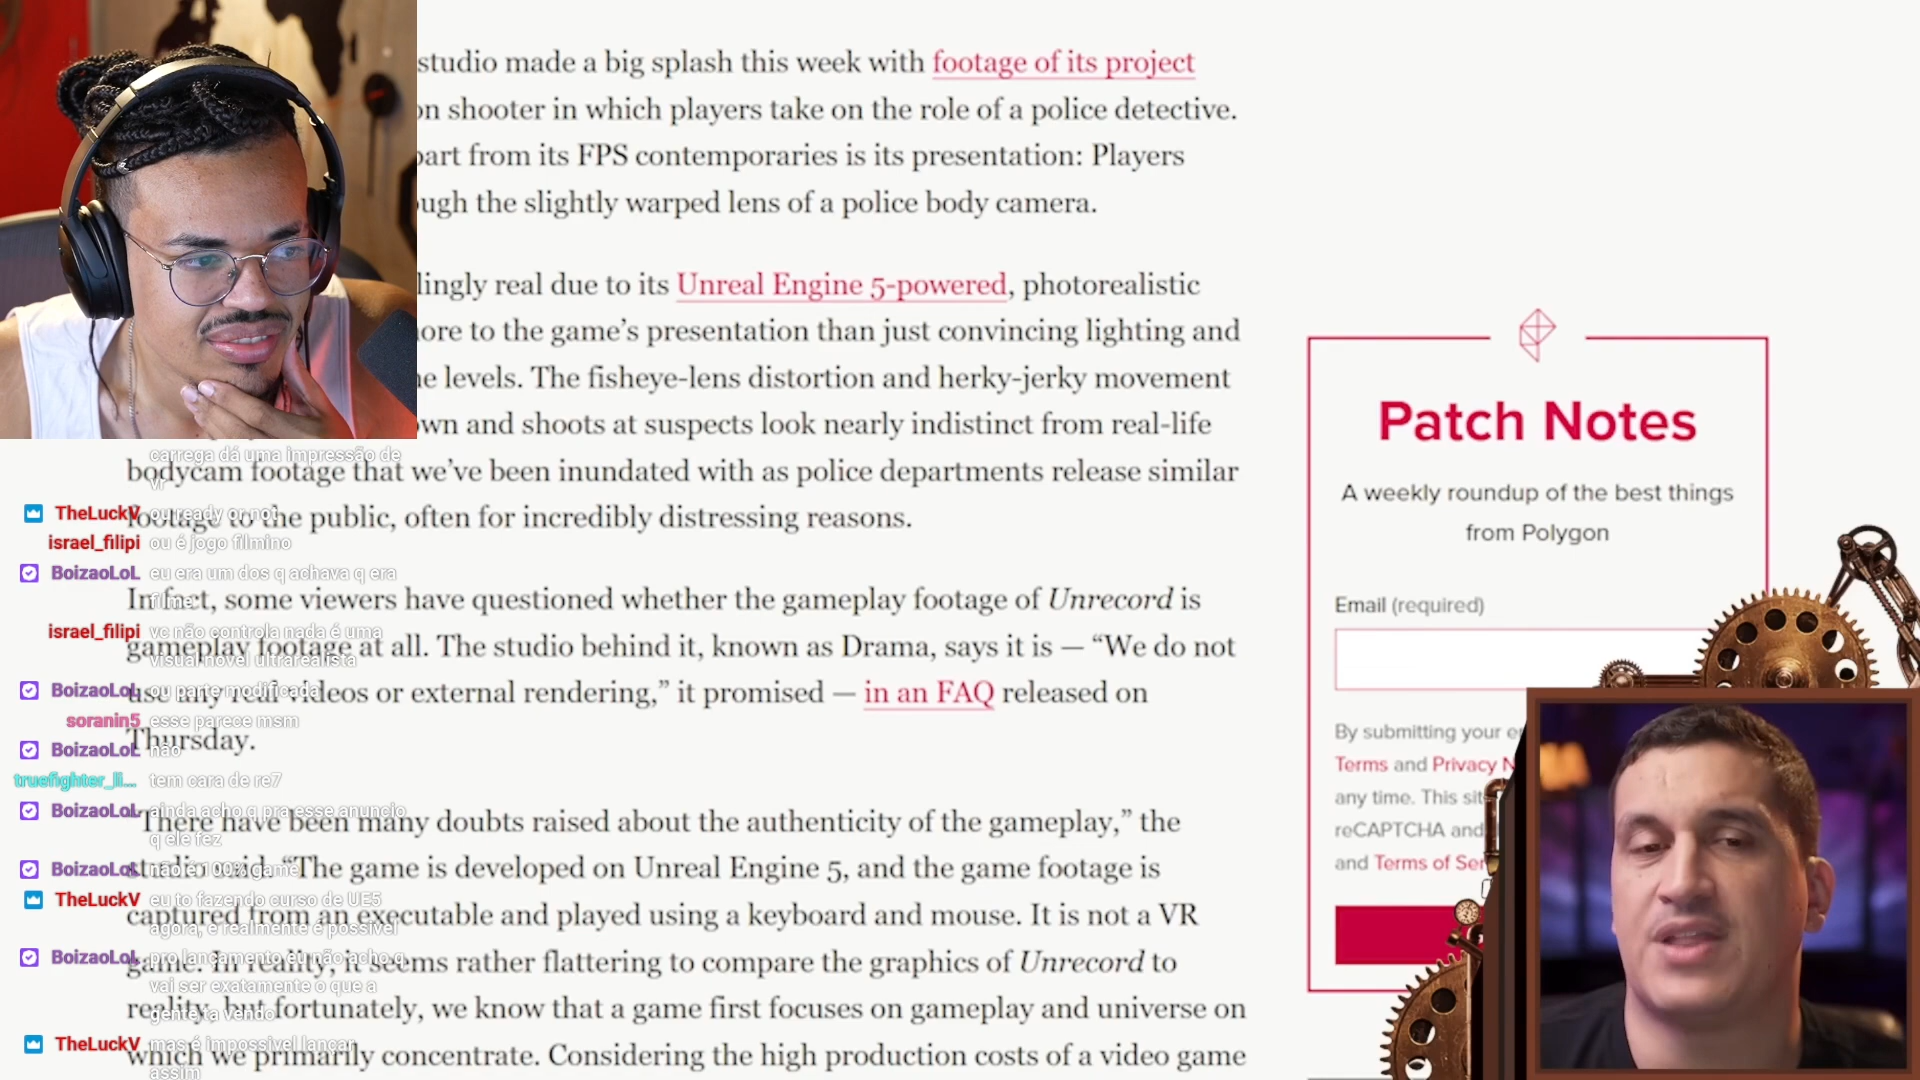 studio made a big splash this week with footage of its project
on shooter in which players take on the role of a police detective.
part from its FPS contemporaries is its presentation: Players
ugh the slightly warped lens of a police body camera.
lingly real due to its Unreal Engine 5-powered, photorealistic
ore to the game’s presentation than just convincing lighting and
e levels. The fisheye-lens distortion and herky-jerky movement
own and shoots at suspects look nearly indistinct from real-life
bodycam footage that we’ve been inundated with as police departments release similar
footage to the public, often for incredibly distressing reasons.
In fact, some viewers have questioned whether the gameplay footage of Unrecord is
gameplay footage at all. The studio behind it, known as Drama, says it is — “We do not
use any real videos or external rendering,” it promised — in an FAQ released on
Thursday.
“There have been many doubts raised about the authenticity of the gameplay,” the
studio said. “The game is developed on Unreal Engine 5, and the game footage is
captured from an executable and played using a keyboard and mouse. It is not a VR
game. In reality, it seems rather flattering to compare the graphics of Unrecord to
reality, but fortunately, we know that a game first focuses on gameplay and universe on
which we primarily concentrate. Considering the high production costs of a video game
carrega dá uma impressão de
vr
TheLuckV ou ready or not
israel_filipi ou é jogo filmino
BoizaoLoL eu era um dos q achava q era
filme
israel_filipi vc não controla nada é uma
visual novel ultrarealista
BoizaoLoL ou parte modificada
soranin5 esse parece msm
BoizaoLoL não
truefighter_li... tem cara de re7
BoizaoLoL ainda acho q pra esse anuncio
q ele fez
BoizaoLoL não é 100% game
TheLuckV eu to fazendo curso de UE5
agora, e realmente é possivel
BoizaoLoL pro lançamento eu não acho q
vai ser exatamente o que a
gente ta vendo
TheLuckV mas é impossivel lançar
assim
Patch Notes
A weekly roundup of the best things
from Polygon
Email (required)
By submitting your e
Terms and Privacy N
any time. This sit
reCAPTCHA and
and Terms of Ser